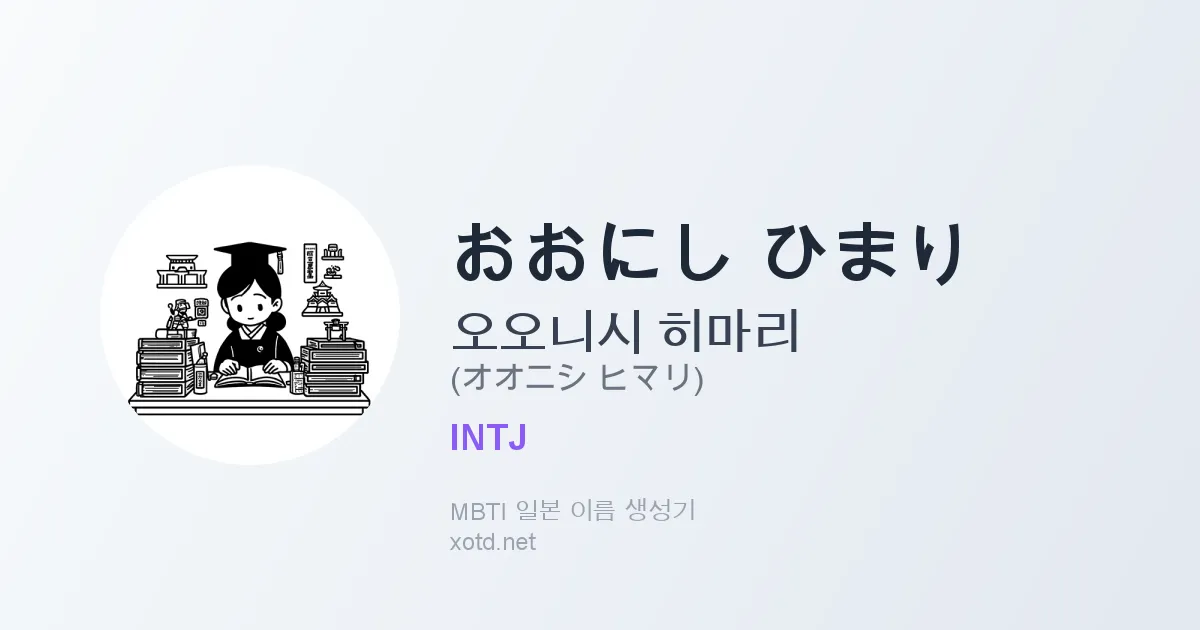 おおにし ひまり
오오니시 히마리
(オオニシ ヒマリ)
INTJ
MBTI 일본 이름 생성기
xotd.net